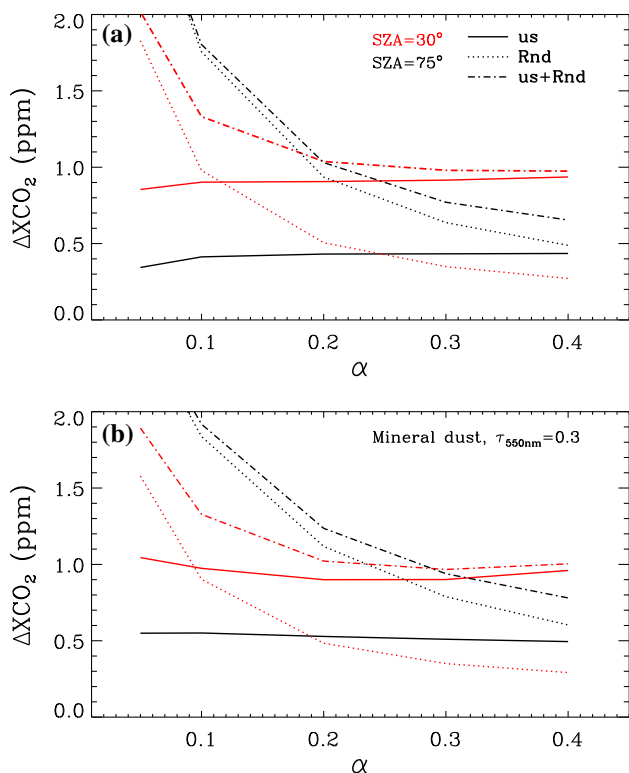 (a)
SZA=30°
SZA=75°
us
Rnd
us+Rnd
2.0
1.5
1.0
0.5
0.0
ΔXCO₂ (ppm)
0.1 0.2 0.3 0.4
α
(b)
Mineral dust, τ₅₅₀ₙₘ=0.3
2.0
1.5
1.0
0.5
0.0
ΔXCO₂ (ppm)
0.1 0.2 0.3 0.4
α